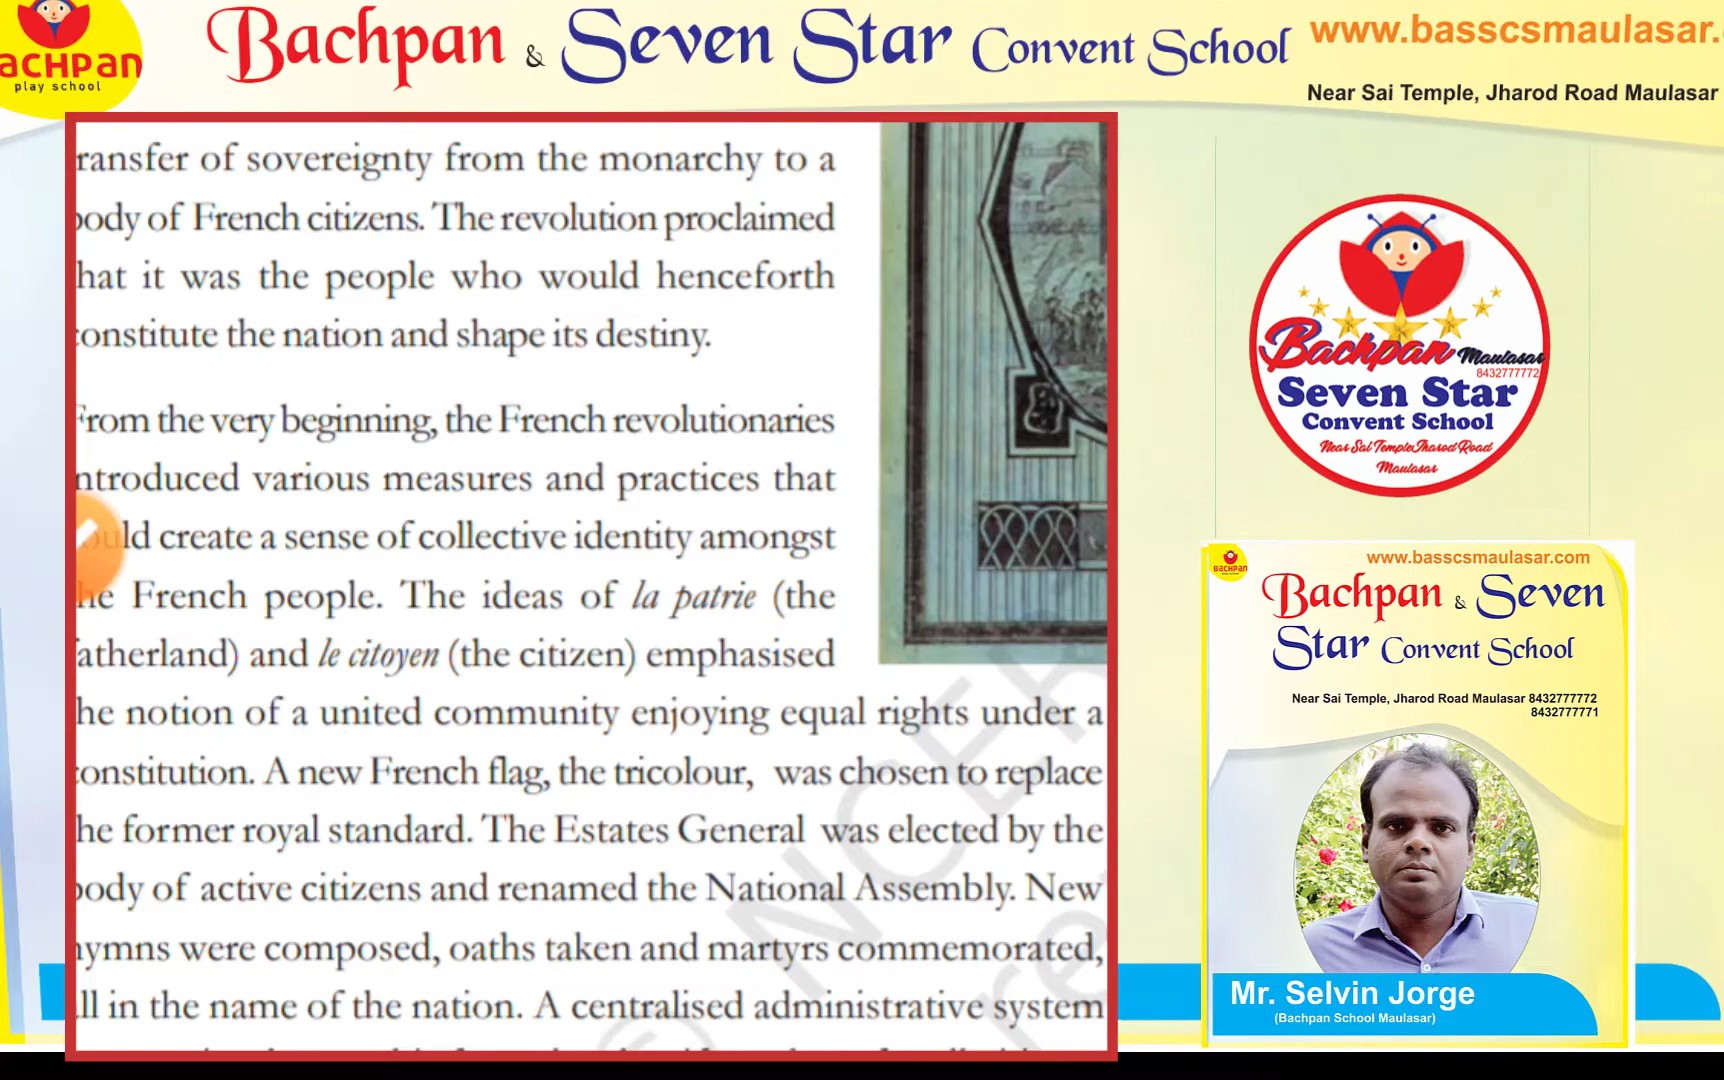 BACHPAN
play school
Bachpan & Seven Star Convent School
www.basscsmaulasar.
Near Sai Temple, Jharod Road Maulasar
ransfer of sovereignty from the monarchy to a
ody of French citizens. The revolution proclaimed
hat it was the people who would henceforth
onstitute the nation and shape its destiny.
From the very beginning, the French revolutionaries
ntroduced various measures and practices that
uld create a sense of collective identity amongst
he French people. The ideas of la patrie (the
atherland) and le citoyen (the citizen) emphasised
he notion of a united community enjoying equal rights under a
onstitution. A new French flag, the tricolour, was chosen to replace
he former royal standard. The Estates General was elected by the
ody of active citizens and renamed the National Assembly. New
ymns were composed, oaths taken and martyrs commemorated,
ll in the name of the nation. A centralised administrative system
© NCER
re
Bachpan Maulasar
8432777772
Seven Star
Convent School
Near Sai Temple Jharod Road
Maulasar
BACHPAN
www.basscsmaulasar.com
Bachpan & Seven
Star Convent School
Near Sai Temple, Jharod Road Maulasar 8432777772
8432777771
Mr. Selvin Jorge
(Bachpan School Maulasar)